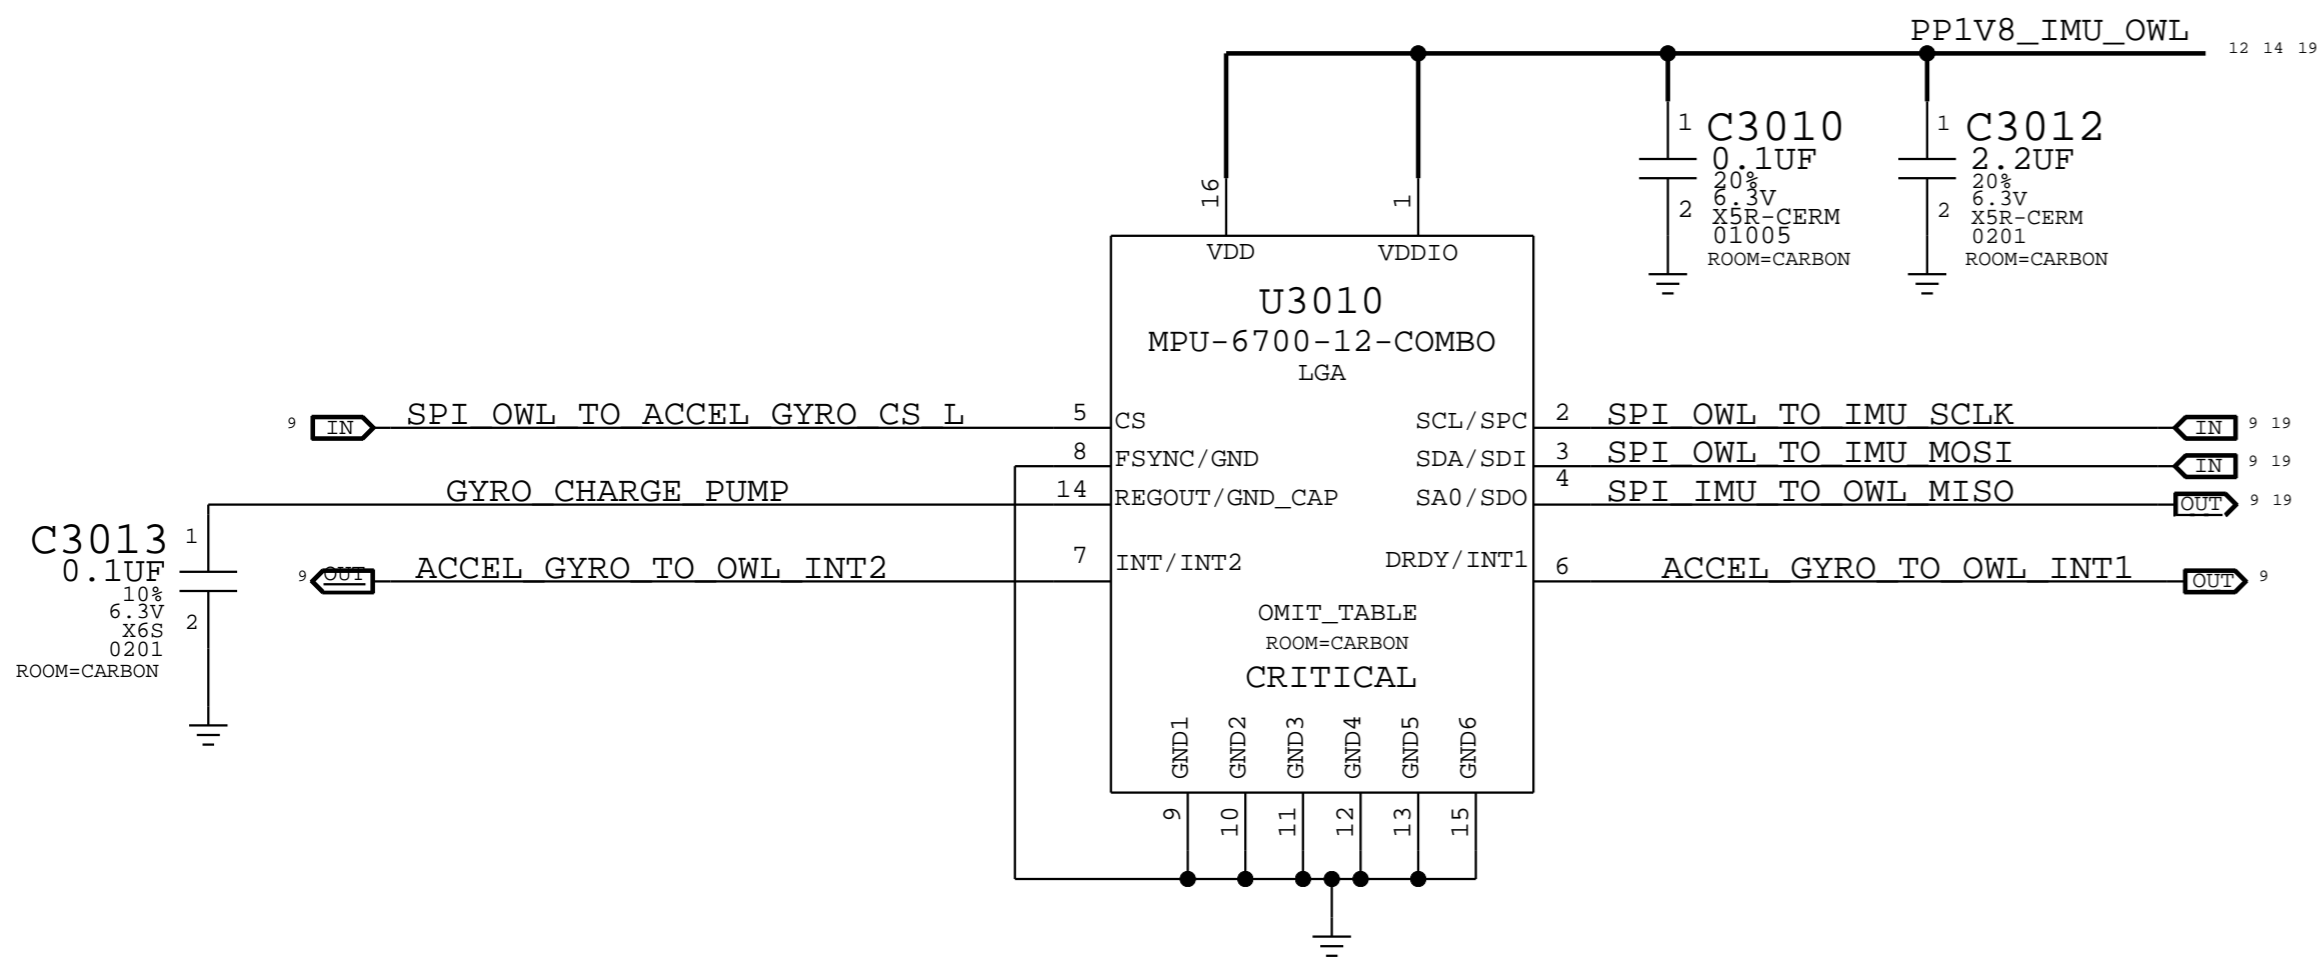 PP1V8_IMU_OWL 12 14 19
1 C3010
0.1UF
20%
6.3V
2 X5R-CERM
01005
ROOM=CARBON
1 C3012
2.2UF
20%
6.3V
2 X5R-CERM
0201
ROOM=CARBON
16
1
VDD VDDIO
U3010
MPU-6700-12-COMBO
LGA
9 IN SPI_OWL_TO_ACCEL_GYRO_CS_L 5 CS
8 FSYNC/GND
GYRO_CHARGE_PUMP 14 REGOUT/GND_CAP
9 OUT ACCEL_GYRO_TO_OWL_INT2 7 INT/INT2
SCL/SPC 2 SPI_OWL_TO_IMU_SCLK IN 9 19
SDA/SDI 3 SPI_OWL_TO_IMU_MOSI IN 9 19
SA0/SDO 4 SPI_IMU_TO_OWL_MISO OUT 9 19
DRDY/INT1 6 ACCEL_GYRO_TO_OWL_INT1 OUT 9
C3013 1
0.1UF
10%
6.3V
X6S 2
0201
ROOM=CARBON
OMIT_TABLE
ROOM=CARBON
CRITICAL
GND1 GND2 GND3 GND4 GND5 GND6
9 10 11 12 13 15